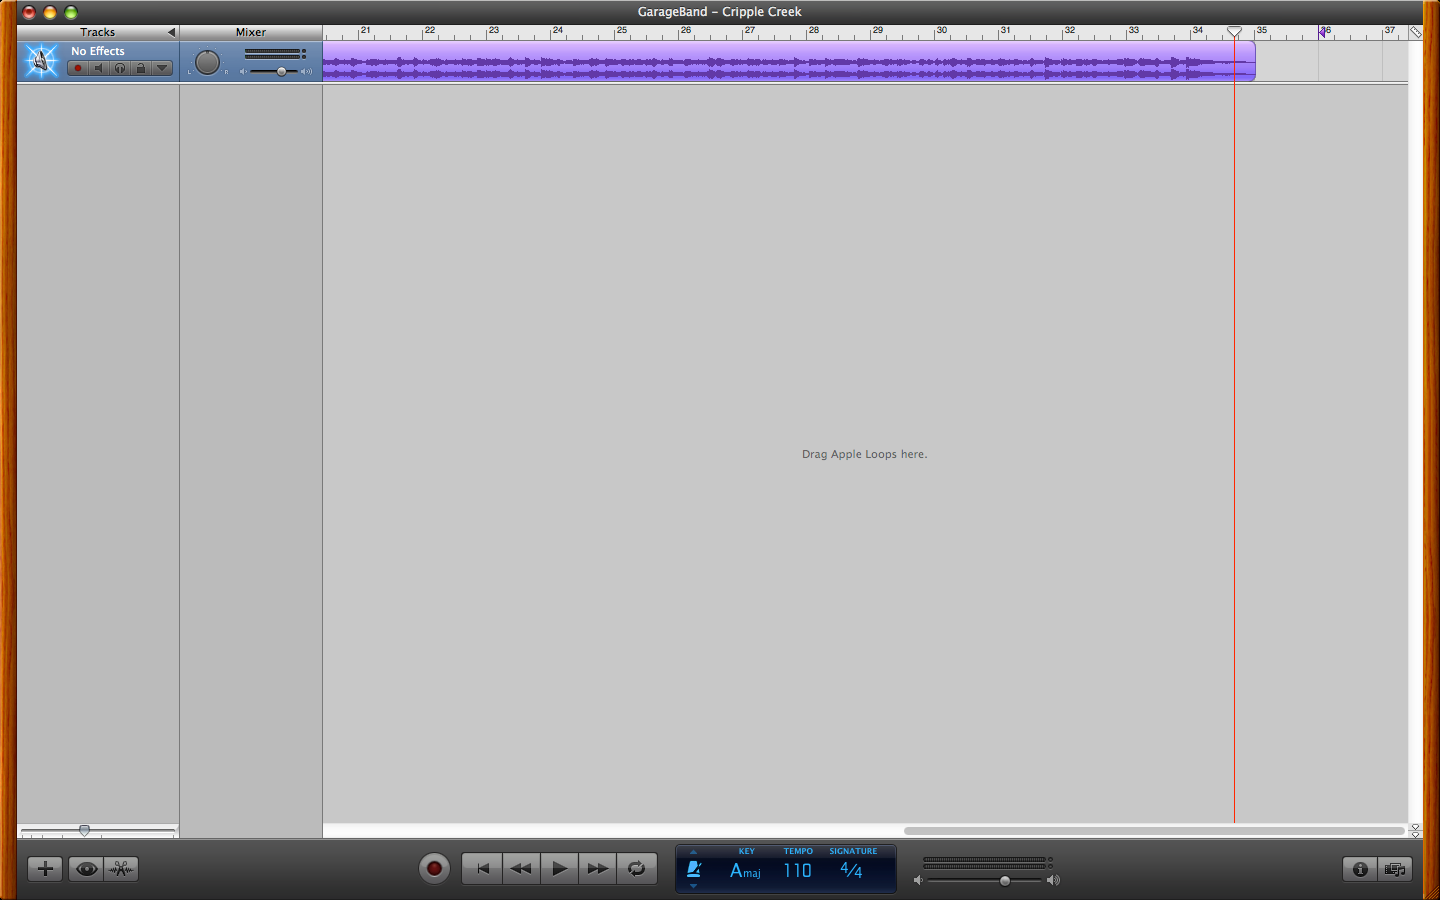 GarageBand – Cripple Creek
Tracks
Mixer
21 22 23 24 25 26 27 28 29 30 31 32 33 34 35 36 37
No Effects
L R
Drag Apple Loops here.
KEY TEMPO SIGNATURE
Amaj 110 4/4